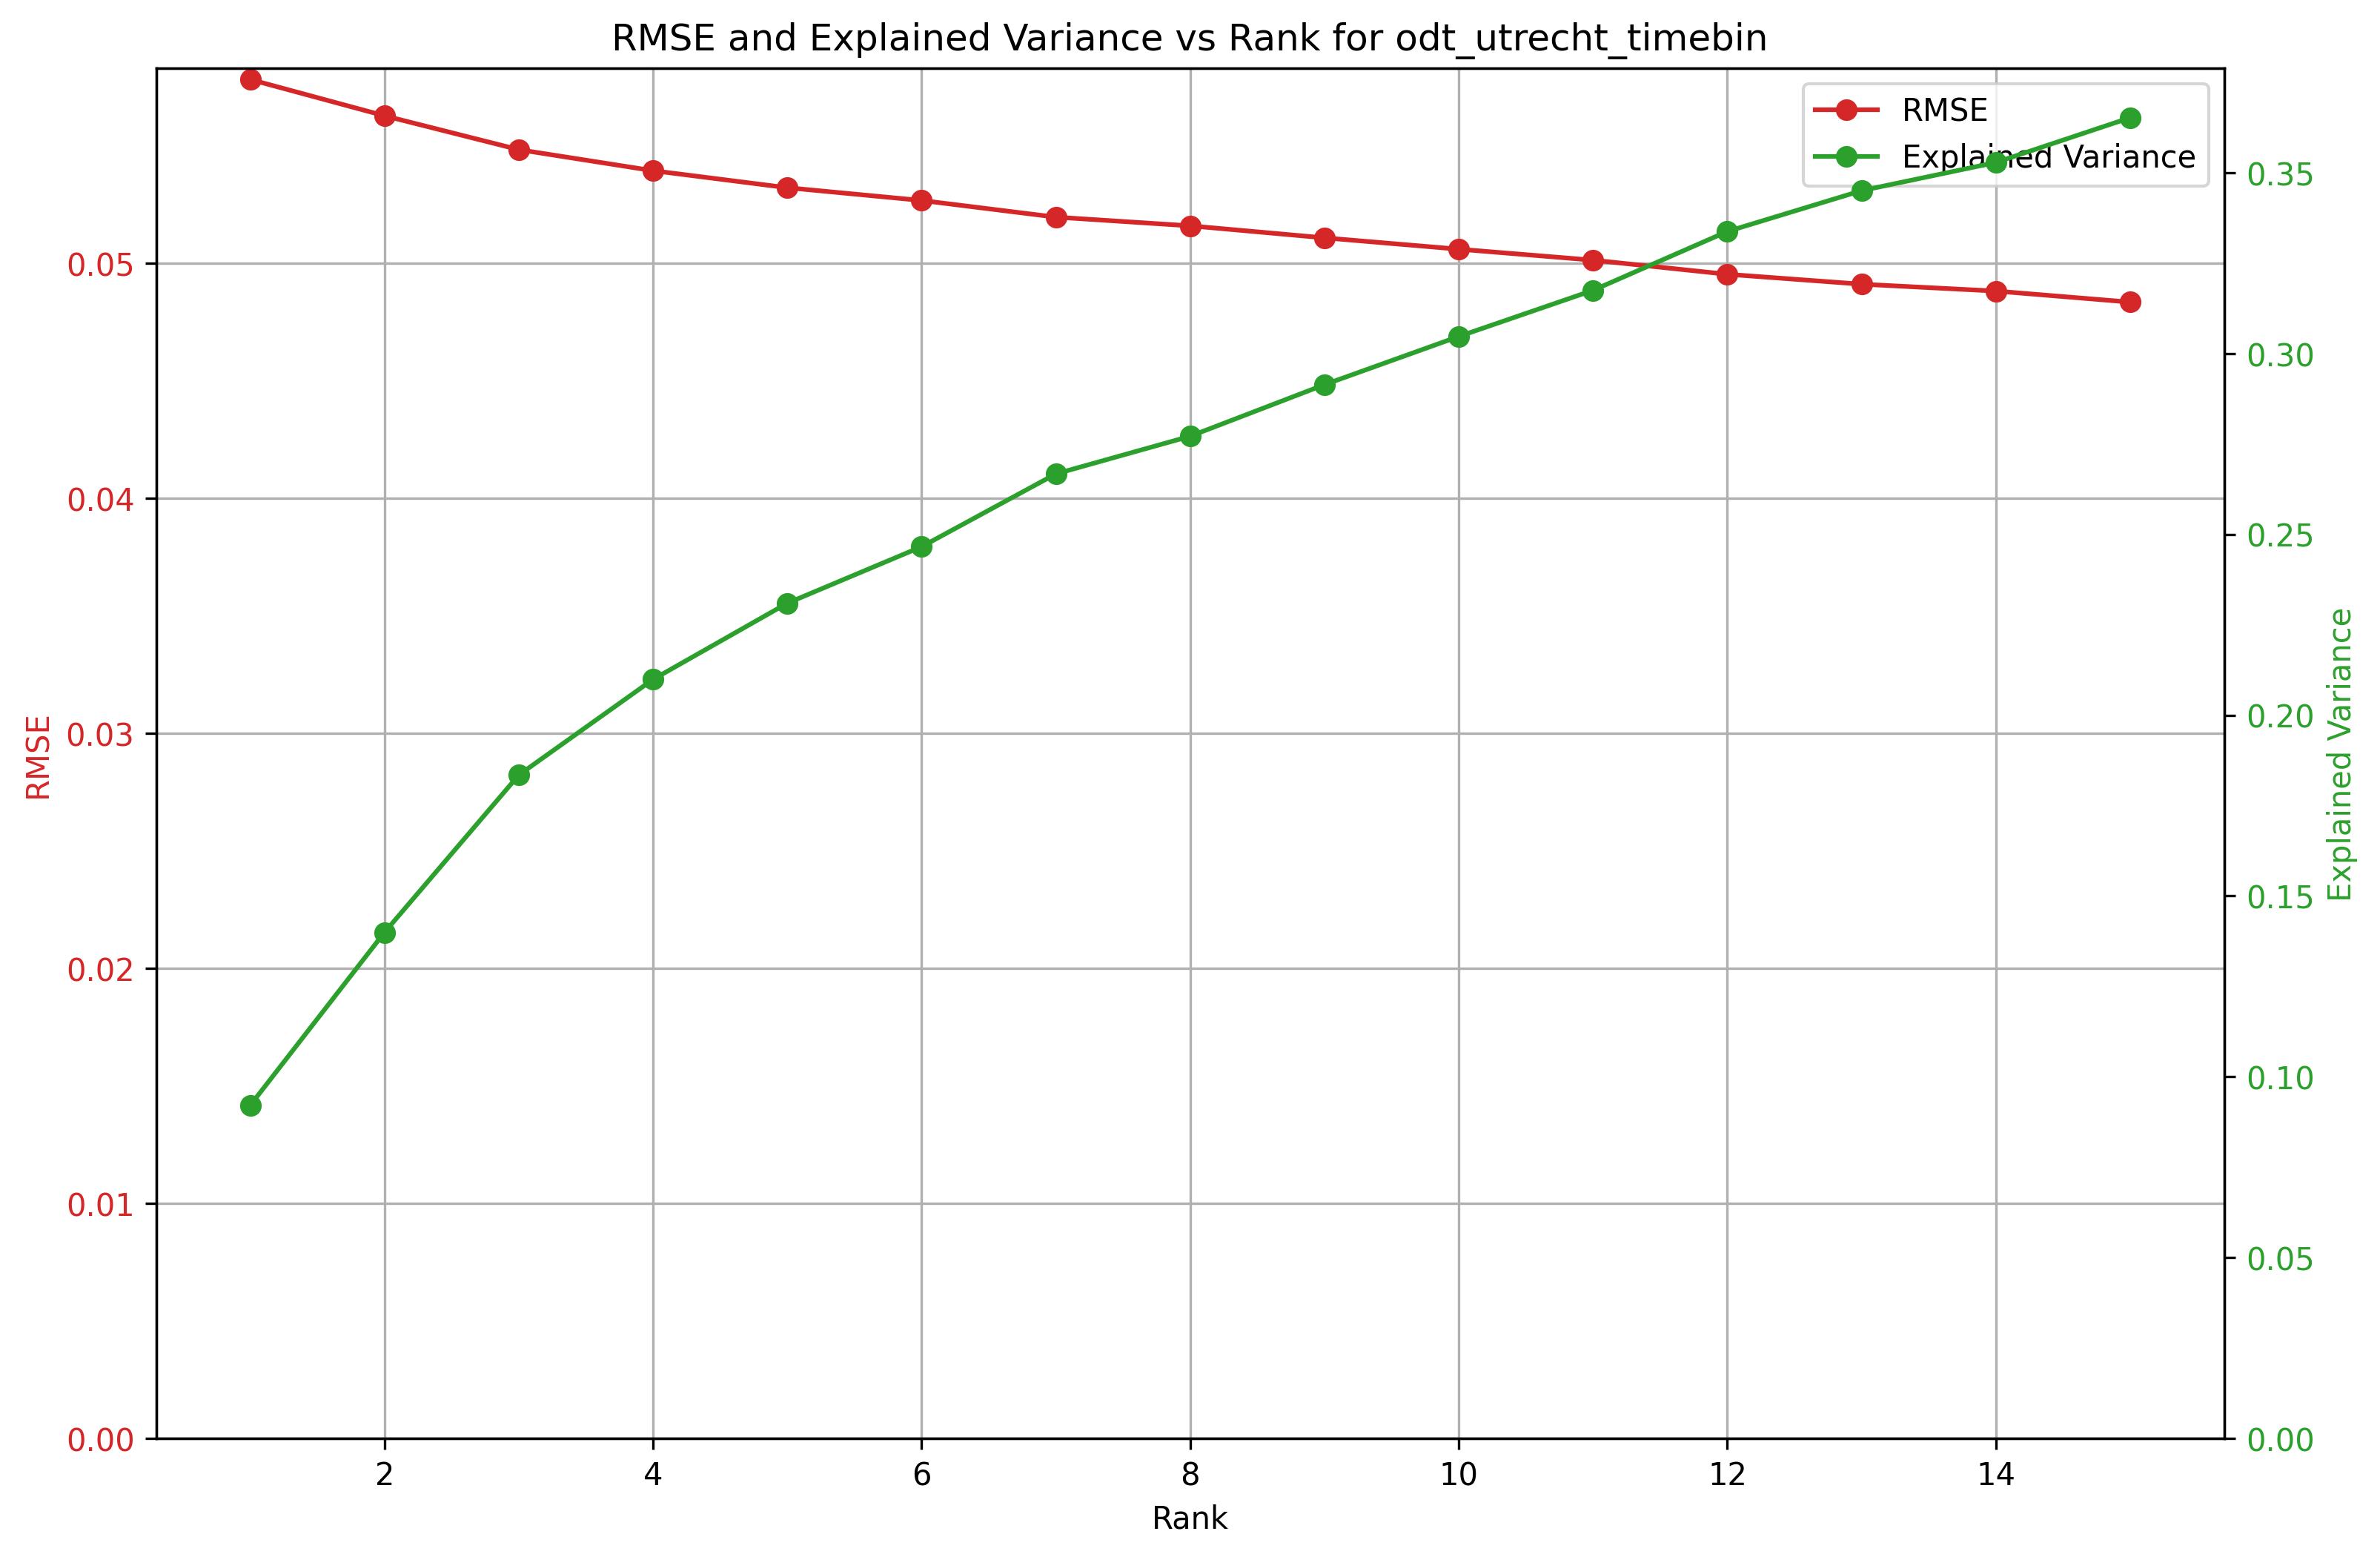 RMSE and Explained Variance vs Rank for odt_utrecht_timebin
RMSE
Explained Variance
0.05
0.04
0.03
0.02
0.01
0.00
RMSE
0.35
0.30
0.25
0.20
0.15
0.10
0.05
0.00
Explained Variance
2 4 6 8 10 12 14
Rank